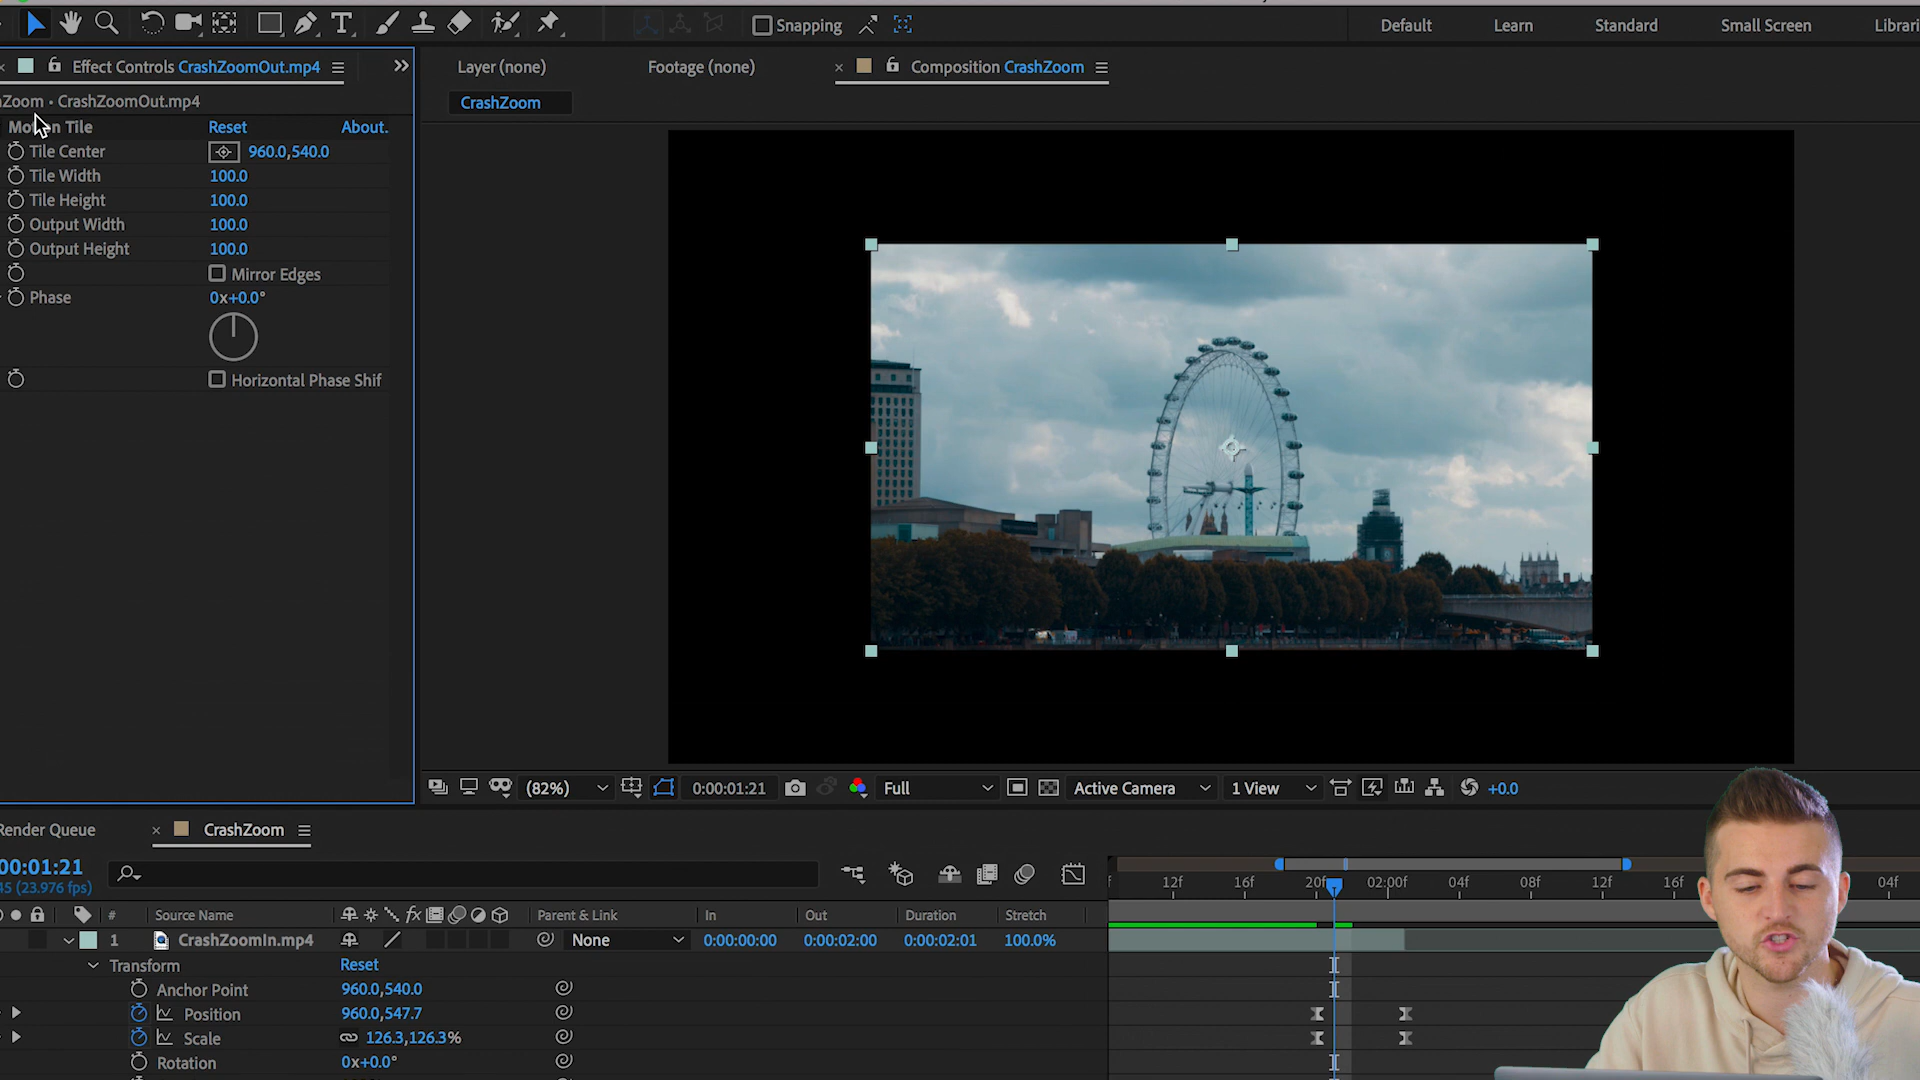 Snapping
Default
Learn
Standard
Small Screen
Librari
Effect Controls CrashZoomOut.mp4
Layer (none)
Footage (none)
Composition CrashZoom
Zoom • CrashZoomOut.mp4
CrashZoom
Motion Tile
Reset
About.
Tile Center
960.0,540.0
Tile Width
100.0
Tile Height
100.0
Output Width
100.0
Output Height
100.0
Mirror Edges
Phase
0x+0.0°
Horizontal Phase Shif
(82%)
0:00:01:21
Full
Active Camera
1 View
+0.0
Render Queue
CrashZoom
00:01:21
45 (23.976 fps)
12f
16f
20f
02:00f
04f
08f
12f
16f
04f
#
Source Name
fx
Parent & Link
In
Out
Duration
Stretch
1
CrashZoomIn.mp4
None
0:00:00:00
0:00:02:00
0:00:02:01
100.0%
Transform
Reset
Anchor Point
960.0,540.0
Position
960.0,547.7
Scale
126.3,126.3%
Rotation
0x+0.0°